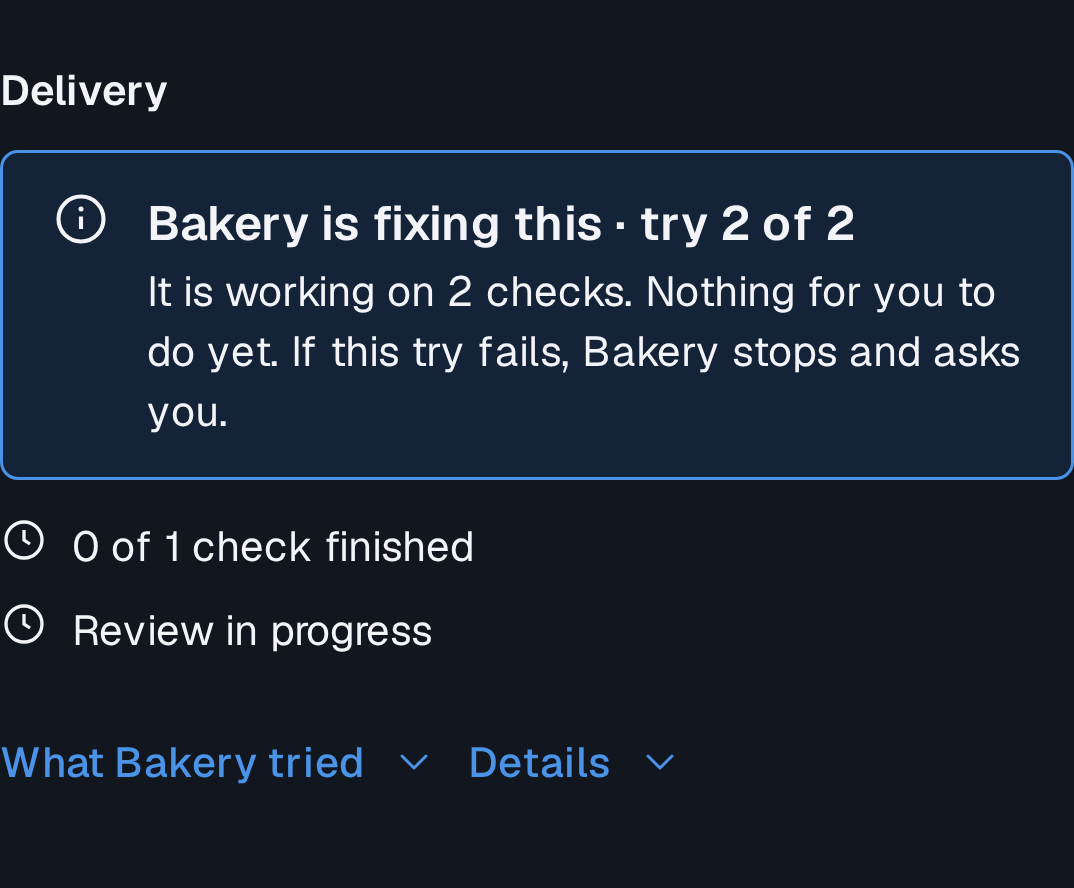 Delivery
Bakery is fixing this · try 2 of 2
It is working on 2 checks. Nothing for you to
do yet. If this try fails, Bakery stops and asks
you.
0 of 1 check finished
Review in progress
What Bakery tried Details